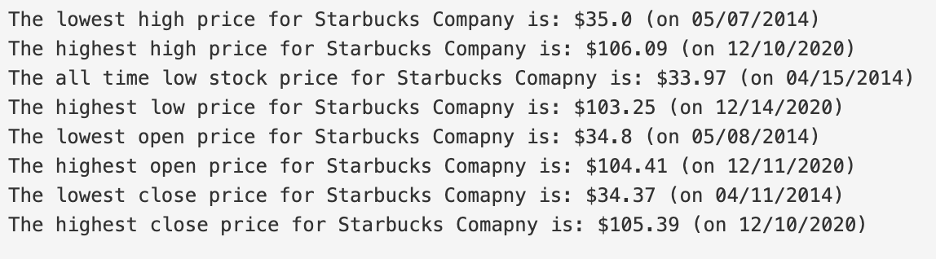 The lowest high price for Starbucks Company is: $35.0 (on 05/07/2014)
The highest high price for Starbucks Company is: $106.09 (on 12/10/2020)
The all time low stock price for Starbucks Comapny is: $33.97 (on 04/15/2014)
The highest low price for Starbucks Comapny is: $103.25 (on 12/14/2020)
The lowest open price for Starbucks Comapny is: $34.8 (on 05/08/2014)
The highest open price for Starbucks Comapny is: $104.41 (on 12/11/2020)
The lowest close price for Starbucks Comapny is: $34.37 (on 04/11/2014)
The highest close price for Starbucks Comapny is: $105.39 (on 12/10/2020)